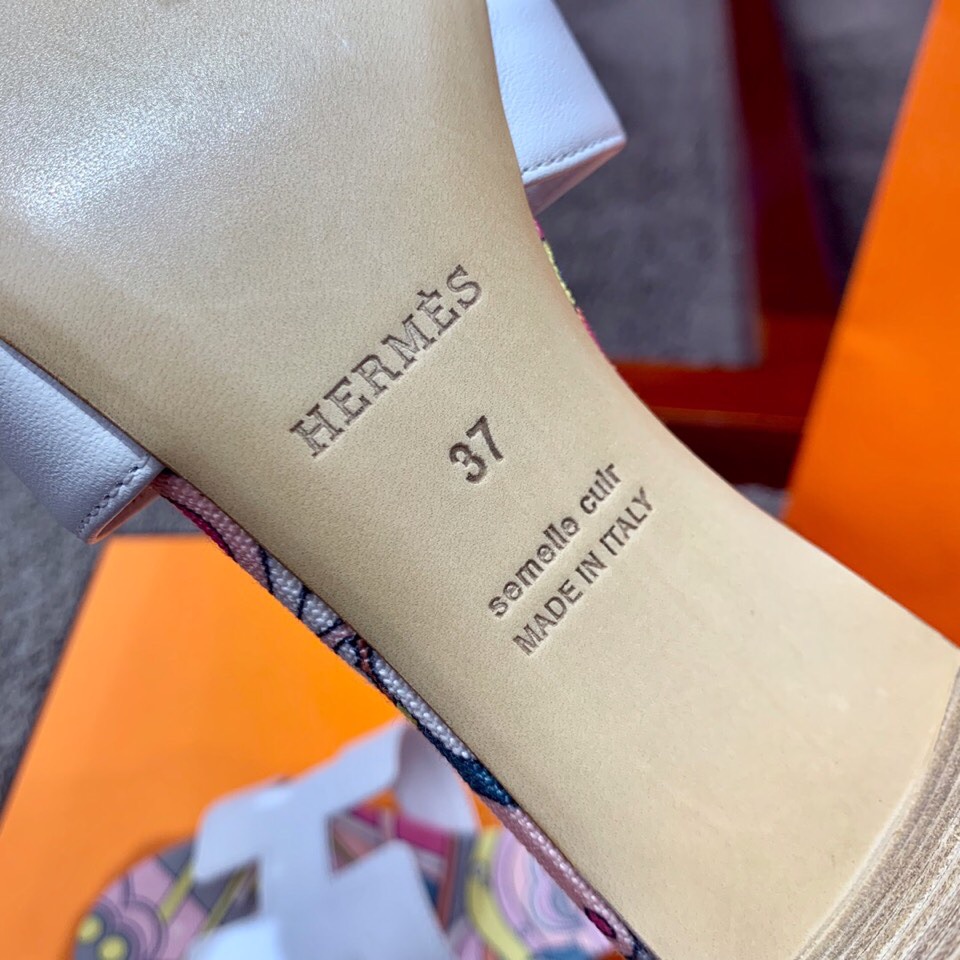 HERMÈS
37
semelle cuir
MADE IN ITALY